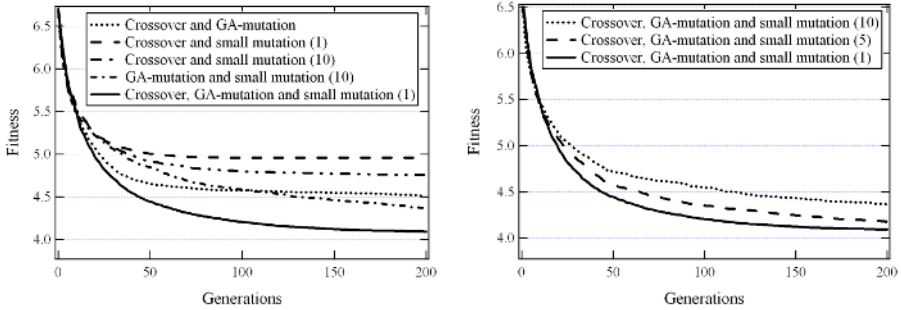 6.5
6.0
5.5
5.0
4.5
4.0
Fitness
Crossover and GA-mutation
Crossover and small mutation (1)
Crossover and small mutation (10)
GA-mutation and small mutation (10)
Crossover, GA-mutation and small mutation (1)
0
50
100
150
200
Generations
6.5
6.0
5.5
5.0
4.5
4.0
Fitness
Crossover, GA-mutation and small mutation (10)
Crossover, GA-mutation and small mutation (5)
Crossover, GA-mutation and small mutation (1)
0
50
100
150
200
Generations